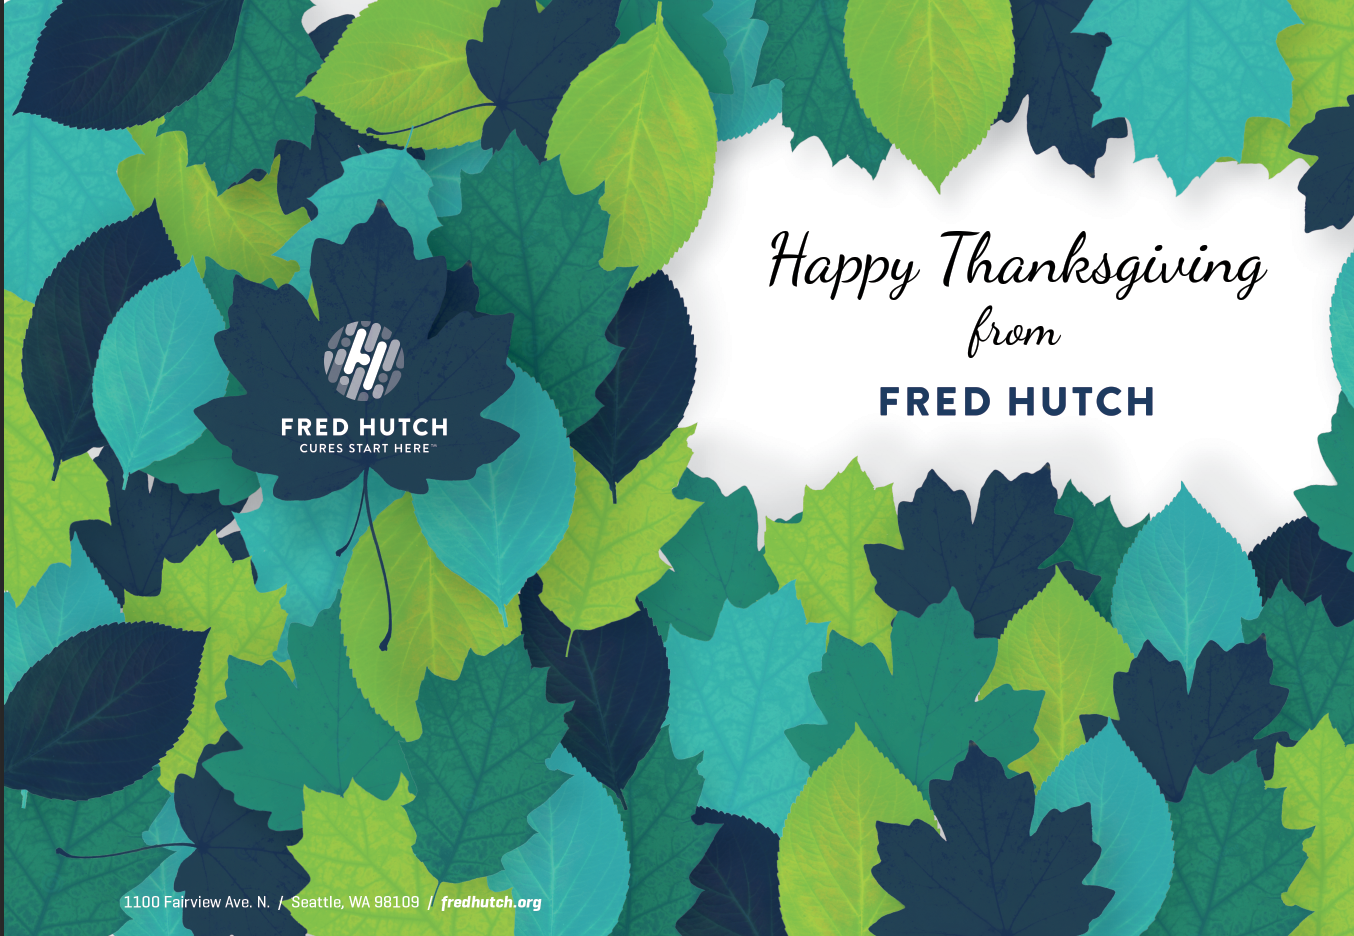 Happy Thanksgiving
from
FRED HUTCH
FRED HUTCH
CURES START HERE™
1100 Fairview Ave. N. / Seattle, WA 98109 / fredhutch.org